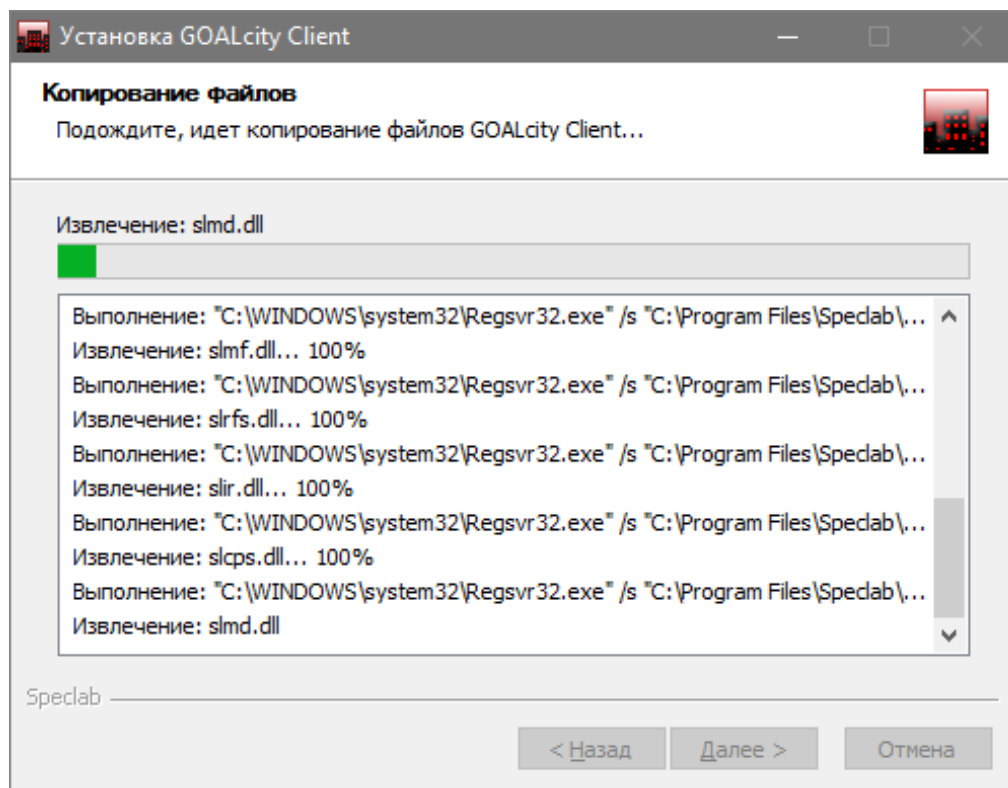 Установка GOALcity Client
Копирование файлов
Подождите, идет копирование файлов GOALcity Client...
Извлечение: slmd.dll
Выполнение: "C:\WINDOWS\system32\Regsvr32.exe" /s "C:\Program Files\Speclab\...
Извлечение: slmf.dll... 100%
Выполнение: "C:\WINDOWS\system32\Regsvr32.exe" /s "C:\Program Files\Speclab\...
Извлечение: slrfs.dll... 100%
Выполнение: "C:\WINDOWS\system32\Regsvr32.exe" /s "C:\Program Files\Speclab\...
Извлечение: slir.dll... 100%
Выполнение: "C:\WINDOWS\system32\Regsvr32.exe" /s "C:\Program Files\Speclab\...
Извлечение: slcps.dll... 100%
Выполнение: "C:\WINDOWS\system32\Regsvr32.exe" /s "C:\Program Files\Speclab\...
Извлечение: slmd.dll
Speclab
< Назад
Далее >
Отмена